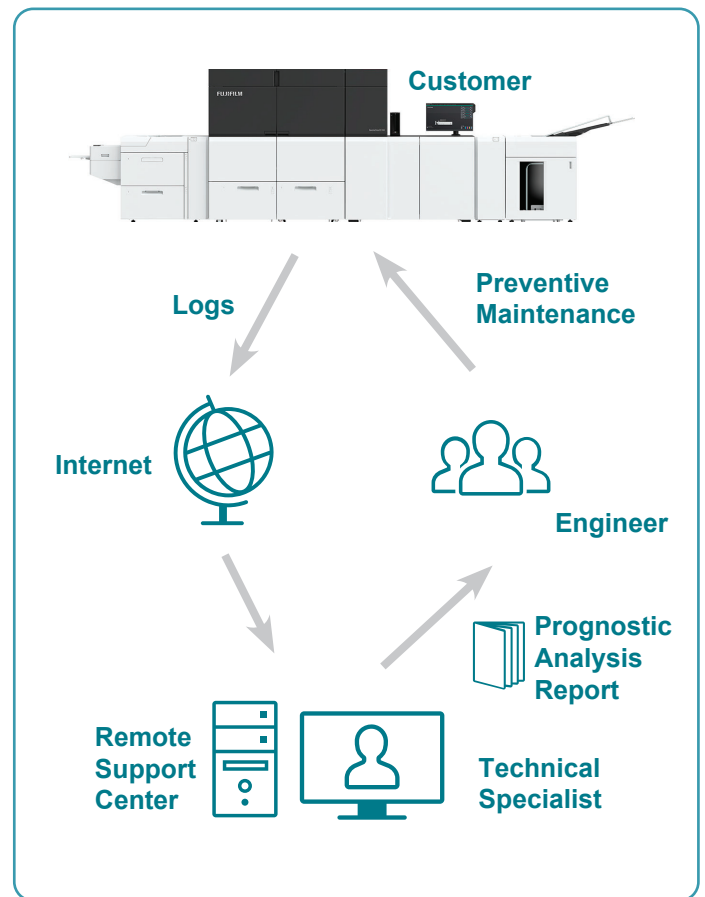 Customer
FUJIFILM
Logs
Preventive
Maintenance
Internet
Engineer
Prognostic
Analysis
Report
Remote
Support
Center
Technical
Specialist